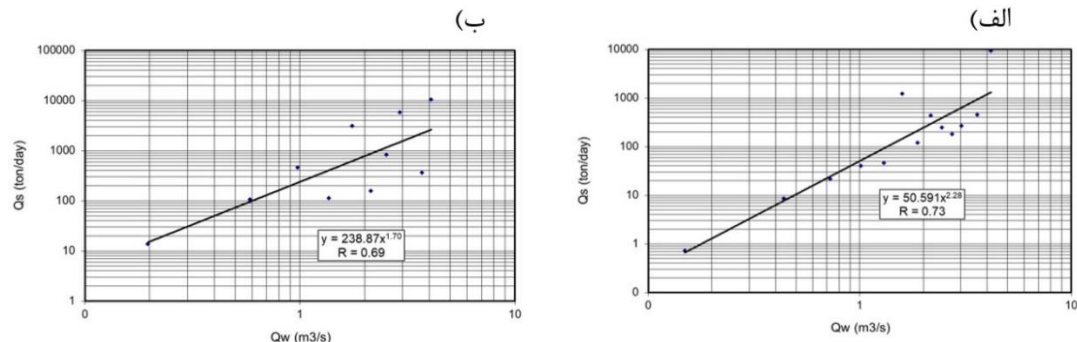 الف)
10000
1000
100
10
1
0
Qs (ton/day)
y = 50.591x^2.28
R = 0.73
0
1
10
Qw (m3/s)
ب)
100000
10000
1000
100
10
1
Qs (ton/day)
y = 238.87x^1.70
R = 0.69
0
1
10
Qw (m3/s)